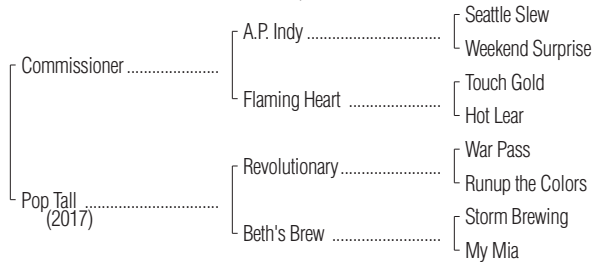 Seattle Slew
A.P. Indy ..........................
Weekend Surprise
Commissioner ....................
Touch Gold
Flaming Heart ....................
Hot Lear
War Pass
Revolutionary ....................
Runup the Colors
Pop Tall .............................
(2017)
Storm Brewing
Beth's Brew ......................
My Mia